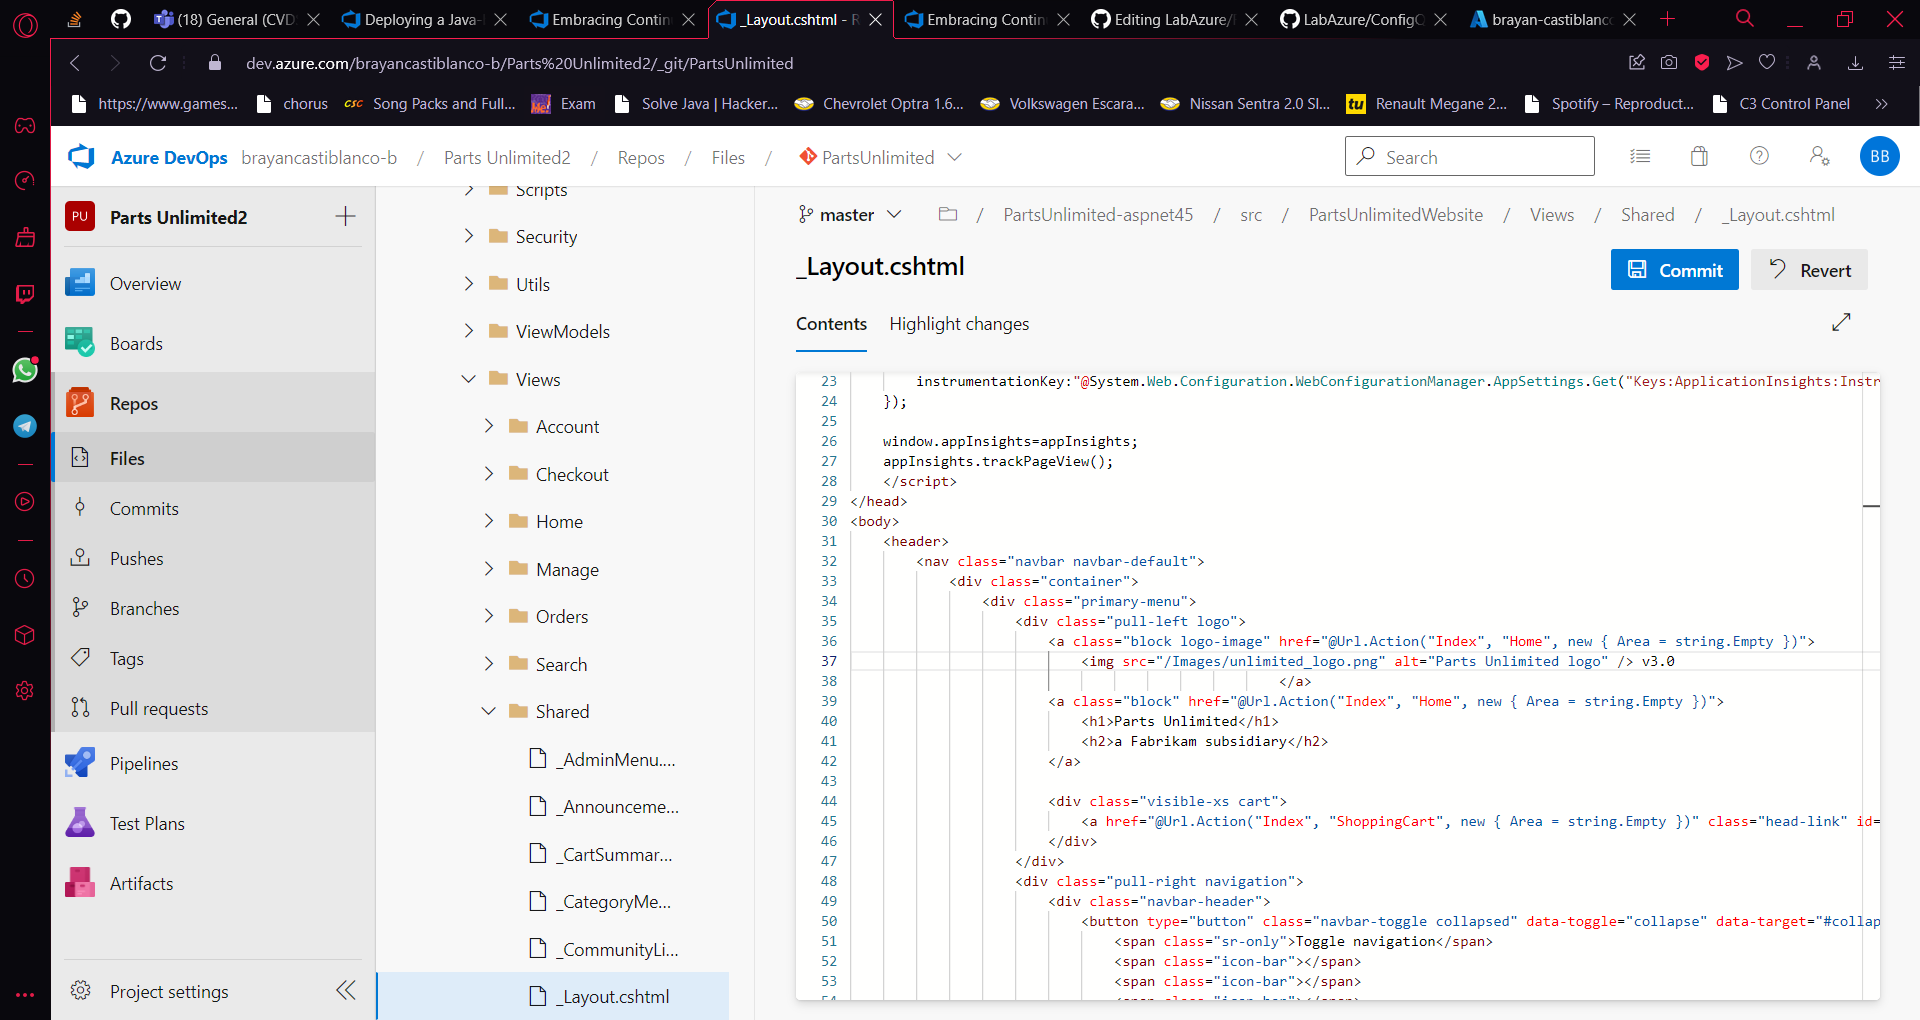 (18) General (CVD
Deploying a Java-
Embracing Contin
_Layout.cshtml - R
Embracing Contin
Editing LabAzure/
LabAzure/ConfigO
brayan-castiblanc
dev.azure.com/brayancastiblanco-b/Parts%20Unlimited2/_git/PartsUnlimited
https://www.games...
chorus
CSC Song Packs and Full...
Exam
Solve Java | Hacker...
Chevrolet Optra 1.6...
Volkswagen Escara...
Nissan Sentra 2.0 Sl...
tu Renault Megane 2...
Spotify – Reproduct...
C3 Control Panel
Azure DevOps brayancastiblanco-b / Parts Unlimited2 / Repos / Files / PartsUnlimited
Search
BB
PU Parts Unlimited2
Overview
Boards
Repos
Files
Commits
Pushes
Branches
Tags
Pull requests
Pipelines
Test Plans
Artifacts
Project settings
Scripts
Security
Utils
ViewModels
Views
Account
Checkout
Home
Manage
Orders
Search
Shared
_AdminMenu....
_Announceme...
_CartSummar...
_CategoryMe...
_CommunityLi...
_Layout.cshtml
master / PartsUnlimited-aspnet45 / src / PartsUnlimitedWebsite / Views / Shared / _Layout.cshtml
_Layout.cshtml
Commit
Revert
Contents
Highlight changes
23 instrumentationKey:"@System.Web.Configuration.WebConfigurationManager.AppSettings.Get("Keys:ApplicationInsights:Instr
24 });
25
26 window.appInsights=appInsights;
27 appInsights.trackPageView();
28 </script>
29 </head>
30 <body>
31 <header>
32 <nav class="navbar navbar-default">
33 <div class="container">
34 <div class="primary-menu">
35 <div class="pull-left logo">
36 <a class="block logo-image" href="@Url.Action("Index", "Home", new { Area = string.Empty })">
37 <img src="/Images/unlimited_logo.png" alt="Parts Unlimited logo" /> v3.0
38 </a>
39 <a class="block" href="@Url.Action("Index", "Home", new { Area = string.Empty })">
40 <h1>Parts Unlimited</h1>
41 <h2>a Fabrikam subsidiary</h2>
42 </a>
43
44 <div class="visible-xs cart">
45 <a href="@Url.Action("Index", "ShoppingCart", new { Area = string.Empty })" class="head-link" id=
46 </div>
47 </div>
48 <div class="pull-right navigation">
49 <div class="navbar-header">
50 <button type="button" class="navbar-toggle collapsed" data-toggle="collapse" data-target="#collap
51 <span class="sr-only">Toggle navigation</span>
52 <span class="icon-bar"></span>
53 <span class="icon-bar"></span>
54 <span class="icon-bar"></span>